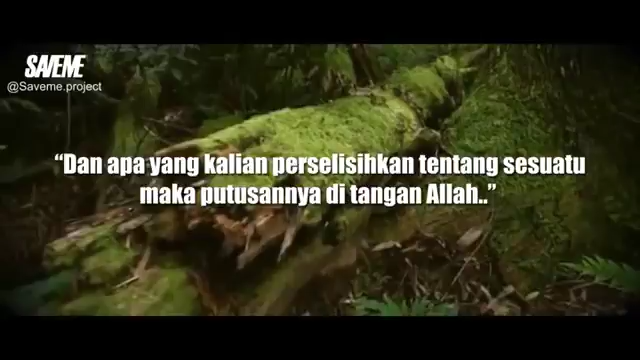 SAVEME
@Saveme.project
“Dan apa yang kalian perselisihkan tentang sesuatu
maka putusannya di tangan Allah..”